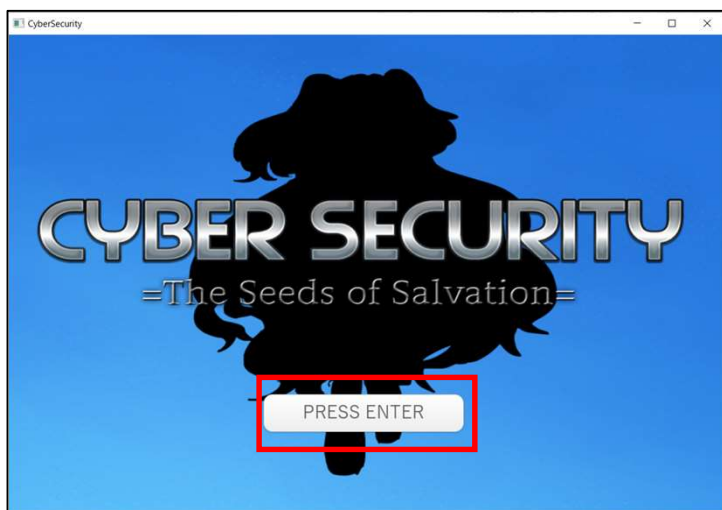 CyberSecurity
CYBER SECURITY
=The Seeds of Salvation=
PRESS ENTER